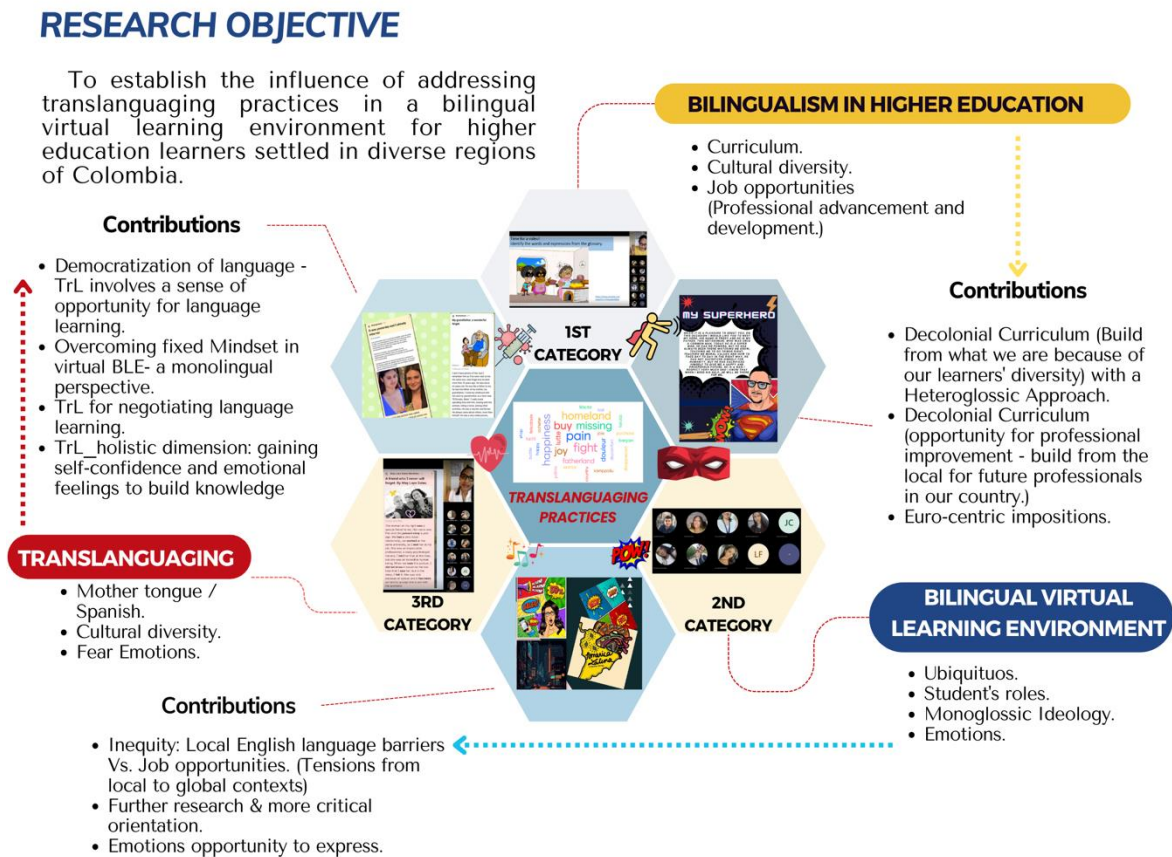 RESEARCH OBJECTIVE
To establish the influence of addressing
translanguaging practices in a bilingual
virtual learning environment for higher
education learners settled in diverse regions
of Colombia.
BILINGUALISM IN HIGHER EDUCATION
• Curriculum.
• Cultural diversity.
• Job opportunities
(Professional advancement and
development.)
Contributions
• Decolonial Curriculum (Build
from what we are because of
our learners' diversity) with a
Heteroglossic Approach.
• Decolonial Curriculum
(opportunity for professional
improvement - build from the
local for future professionals
in our country.)
• Euro-centric impositions.
Contributions
• Democratization of language -
TrL involves a sense of
opportunity for language
learning.
• Overcoming fixed Mindset in
virtual BLE- a monolingual
perspective.
• TrL for negotiating language
learning.
• TrL_holistic dimension: gaining
self-confidence and emotional
feelings to build knowledge
TRANSLANGUAGING
• Mother tongue /
Spanish.
• Cultural diversity.
• Fear Emotions.
1ST
CATEGORY
MY SUPERHERO
homeland
buy missing
happiness
pain
joy fight
fatherland
douleur
TRANSLANGUAGING
PRACTICES
3RD
CATEGORY
POW!
JC
LF
2ND
CATEGORY
America
Latina
BILINGUAL VIRTUAL
LEARNING ENVIRONMENT
• Ubiquituos.
• Student's roles.
• Monoglossic Ideology.
• Emotions.
Contributions
• Inequity: Local English language barriers
Vs. Job opportunities. (Tensions from
local to global contexts)
• Further research & more critical
orientation.
• Emotions opportunity to express.